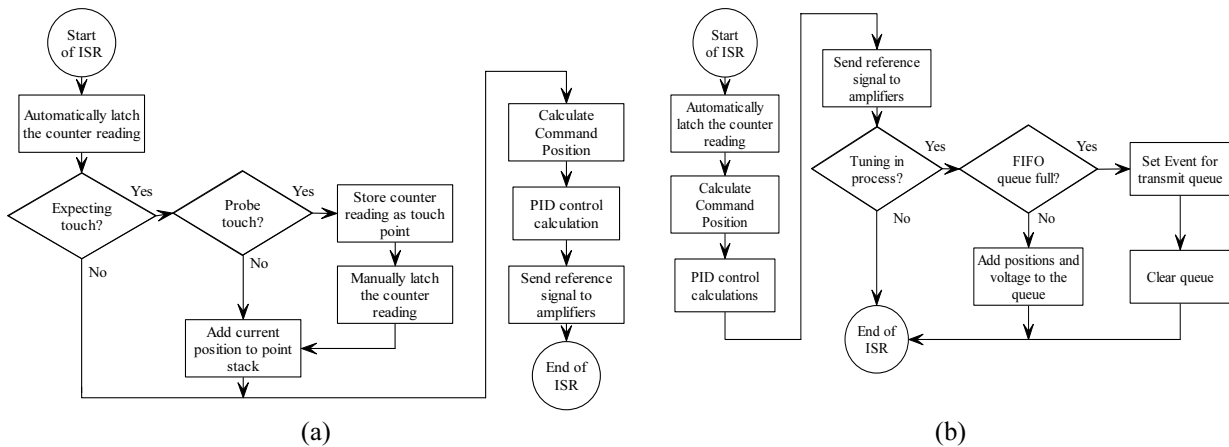 Start
of ISR
Automatically latch
the counter reading
Expecting
touch?
Yes
No
Probe
touch?
Yes
No
Store counter
reading as touch
point
Manually latch
the counter
reading
Add current
position to point
stack
Calculate
Command
Position
PID control
calculation
Send reference
signal to
amplifiers
End of
ISR
(a)
Start
of ISR
Automatically
latch the counter
reading
Calculate
Command
Position
PID control
calculations
Send reference
signal to
amplifiers
Tuning in
process?
Yes
No
FIFO
queue full?
Yes
No
Set Event for
transmit queue
Add positions and
voltage to the
queue
Clear queue
End of
ISR
(b)